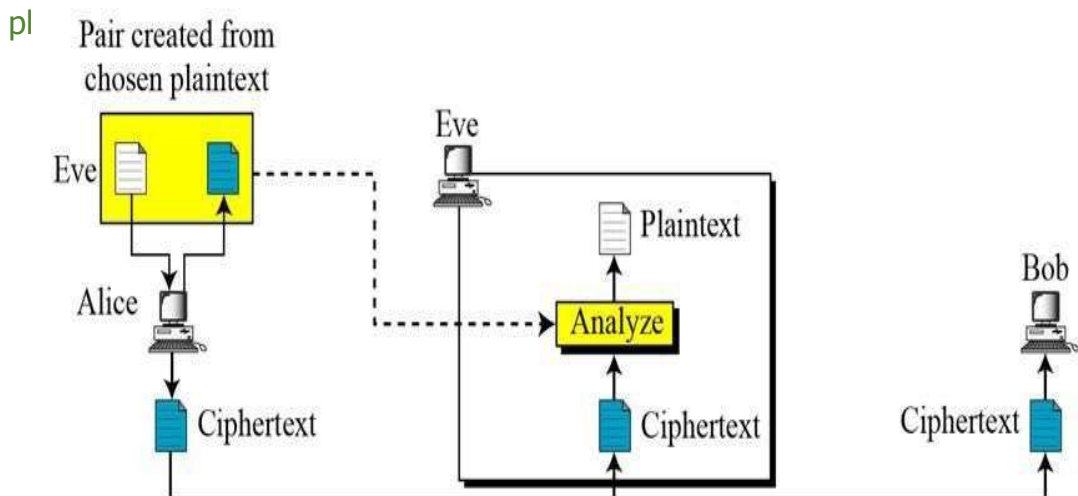 pl
Pair created from
chosen plaintext
Eve
Eve
Plaintext
Bob
Alice
Analyze
Ciphertext
Ciphertext
Ciphertext